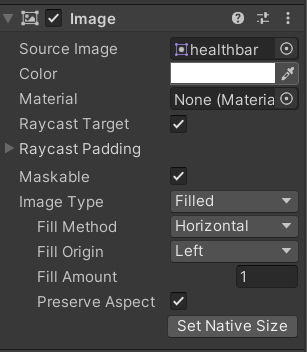 Image
Source Image healthbar
Color
Material None (Materia
Raycast Target
Raycast Padding
Maskable
Image Type Filled
Fill Method Horizontal
Fill Origin Left
Fill Amount 1
Preserve Aspect
Set Native Size